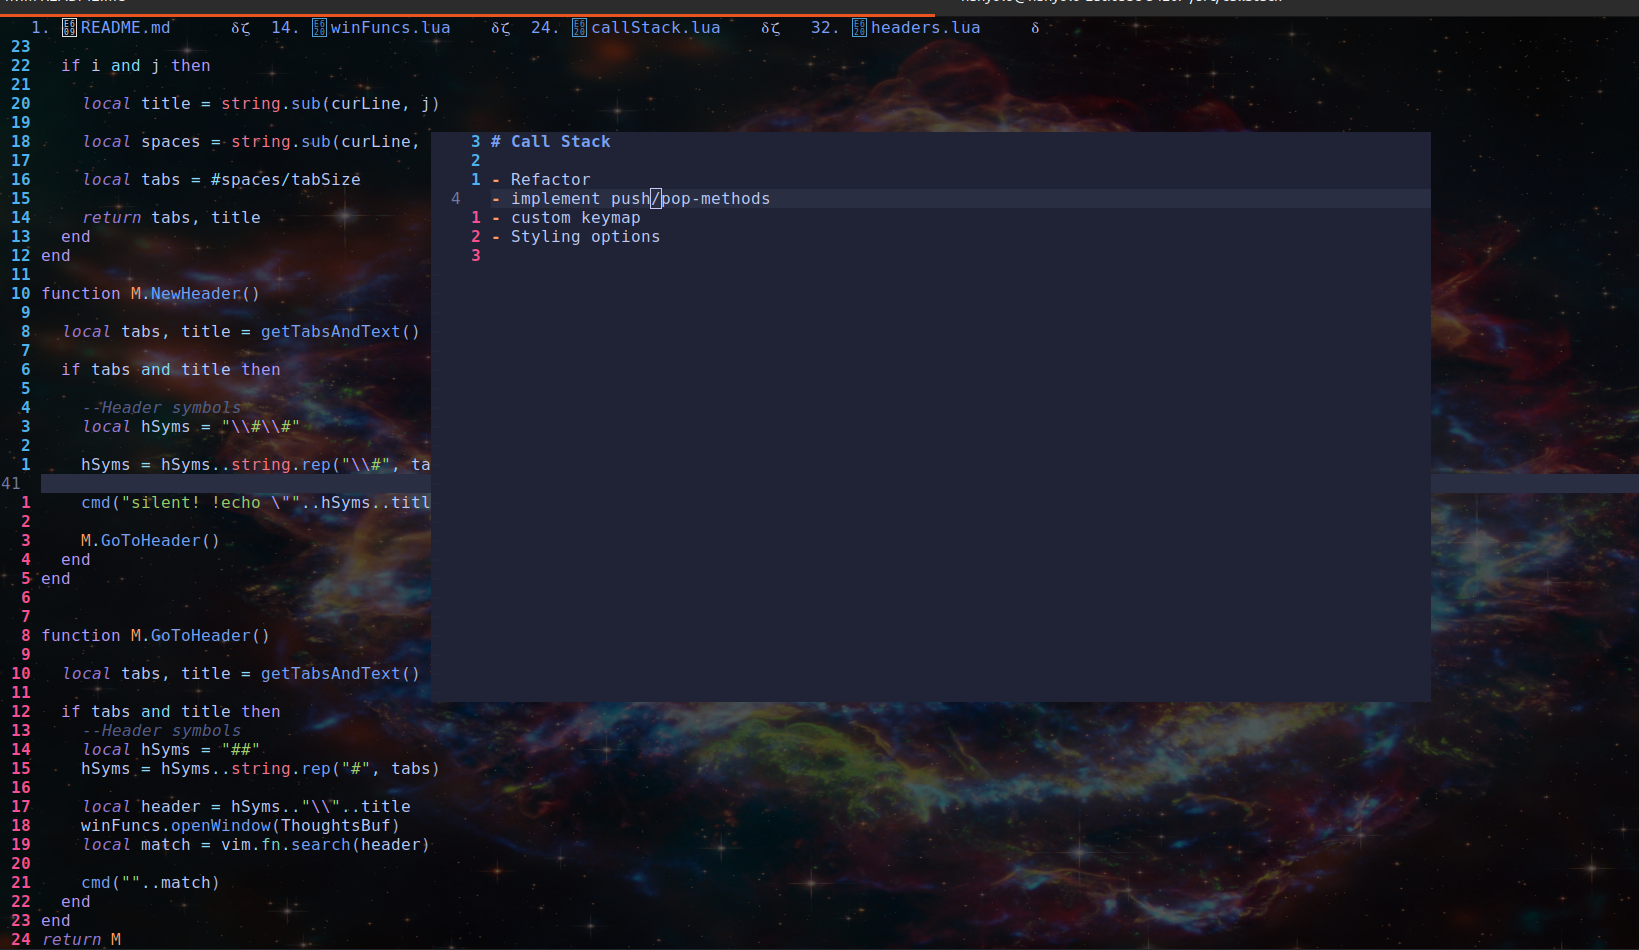 1. README.md δζ 14. winFuncs.lua δζ 24. callStack.lua δζ 32. headers.lua δ
23
22 if i and j then
21
20 local title = string.sub(curLine, j)
19
18 local spaces = string.sub(curLine,
17
16 local tabs = #spaces/tabSize
15
14 return tabs, title
13 end
12 end
11
10 function M.NewHeader()
9
8 local tabs, title = getTabsAndText()
7
6 if tabs and title then
5
4 --Header symbols
3 local hSyms = "\\#\\#"
2
1 hSyms = hSyms..string.rep("\\#", ta
41
1 cmd("silent! !echo \""..hSyms..titl
2
3 M.GoToHeader()
4 end
5 end
6
7
8 function M.GoToHeader()
9
10 local tabs, title = getTabsAndText()
11
12 if tabs and title then
13 --Header symbols
14 local hSyms = "##"
15 hSyms = hSyms..string.rep("#", tabs)
16
17 local header = hSyms.."\\"..title
18 winFuncs.openWindow(ThoughtsBuf)
19 local match = vim.fn.search(header)
20
21 cmd(""..match)
22 end
23 end
24 return M
3 # Call Stack
2
1 - Refactor
4 - implement push/pop-methods
1 - custom keymap
2 - Styling options
3